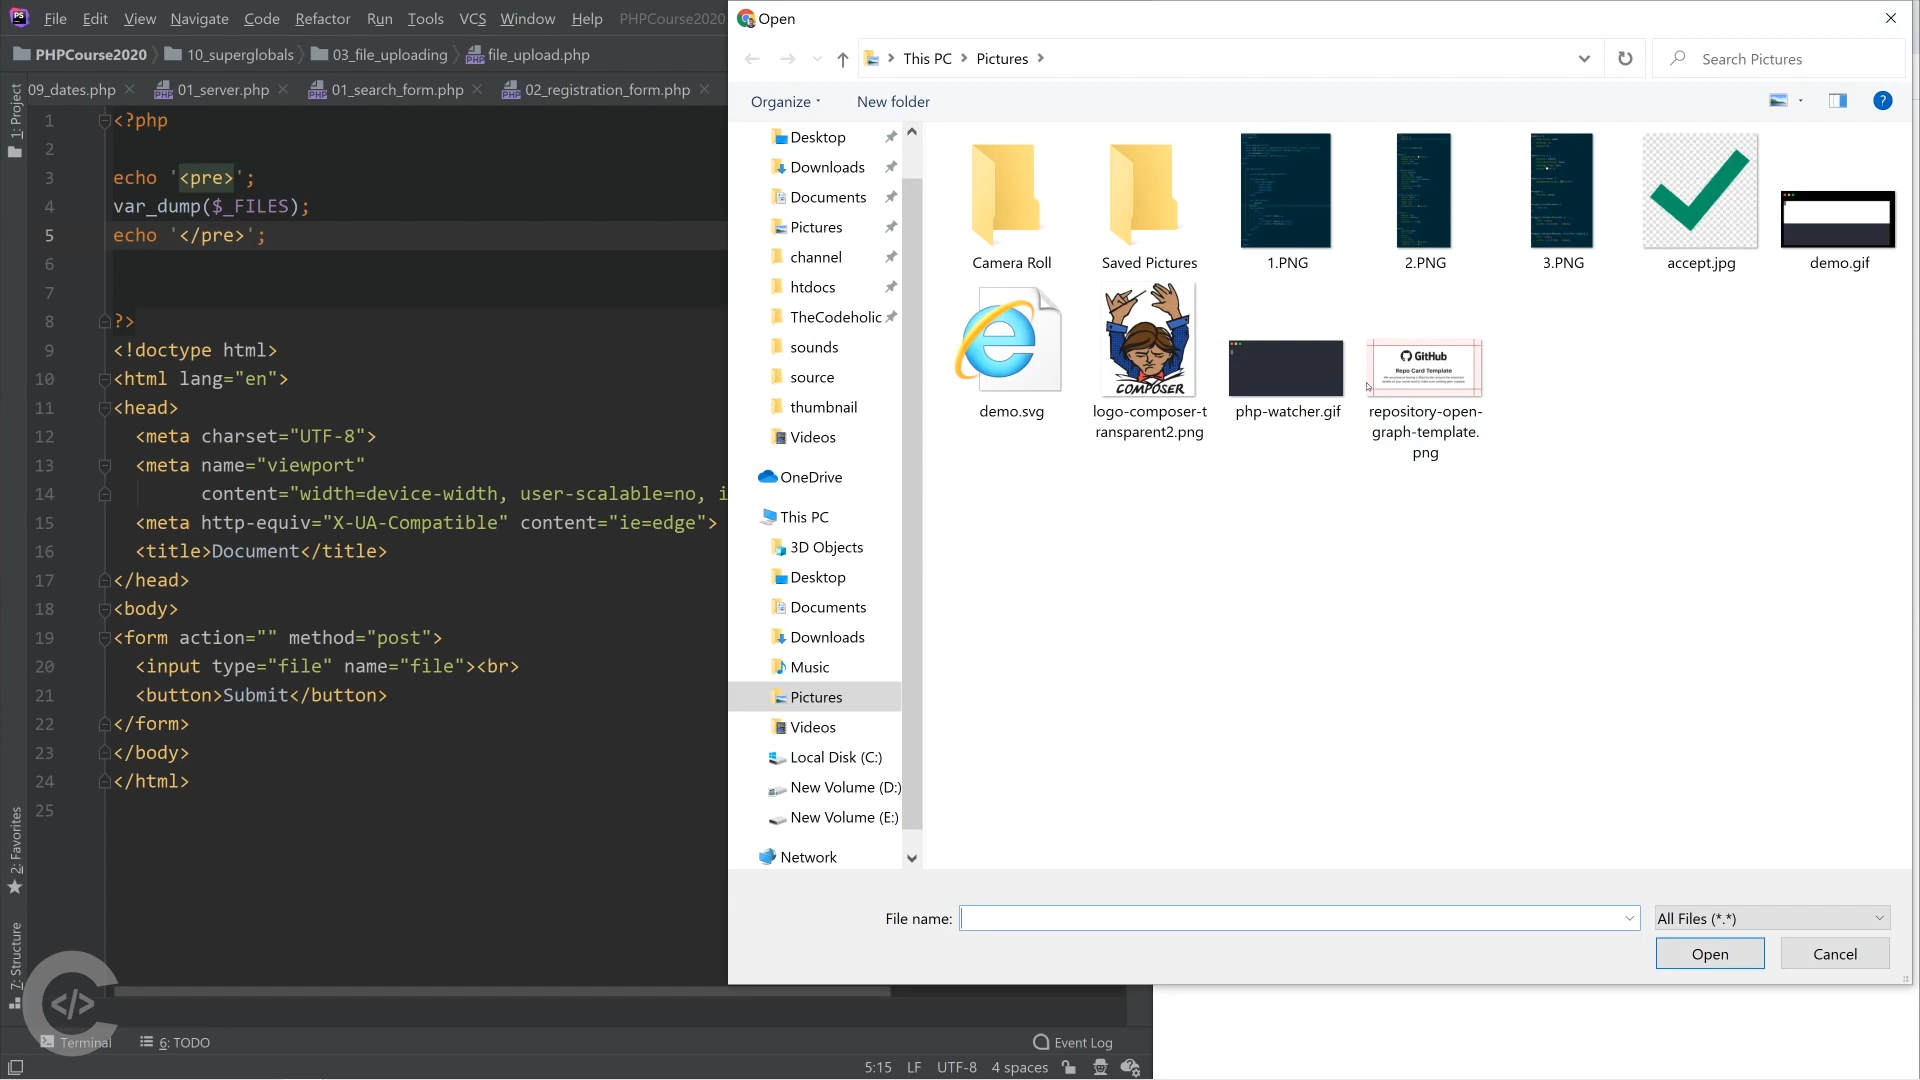 PS File Edit View Navigate Code Refactor Run Tools VCS Window Help PHPCourse2020
PHPCourse2020 10_superglobals 03_file_uploading file_upload.php
09_dates.php 01_server.php 01_search_form.php 02_registration_form.php
1: Project
2: Favorites
7: Structure
1 <?php
2
3 echo '<pre>';
4 var_dump($_FILES);
5 echo '</pre>';
6
7
8 ?>
9 <!doctype html>
10 <html lang="en">
11 <head>
12 <meta charset="UTF-8">
13 <meta name="viewport"
14 content="width=device-width, user-scalable=no, i
15 <meta http-equiv="X-UA-Compatible" content="ie=edge">
16 <title>Document</title>
17 </head>
18 <body>
19 <form action="" method="post">
20 <input type="file" name="file"><br>
21 <button>Submit</button>
22 </form>
23 </body>
24 </html>
25
</>
Terminal 6: TODO Event Log
5:15 LF UTF-8 4 spaces
Open
This PC Pictures Search Pictures
Organize New folder
Desktop
Downloads
Documents
Pictures
channel
htdocs
TheCodeholic
sounds
source
thumbnail
Videos
OneDrive
This PC
3D Objects
Desktop
Documents
Downloads
Music
Pictures
Videos
Local Disk (C:)
New Volume (D:)
New Volume (E:)
Network
Camera Roll Saved Pictures 1.PNG 2.PNG 3.PNG accept.jpg demo.gif
COMPOSER
GitHub
Repo Card Template
demo.svg
logo-composer-t
ransparent2.png
php-watcher.gif
repository-open-
graph-template.
png
File name: All Files (*.*)
Open Cancel